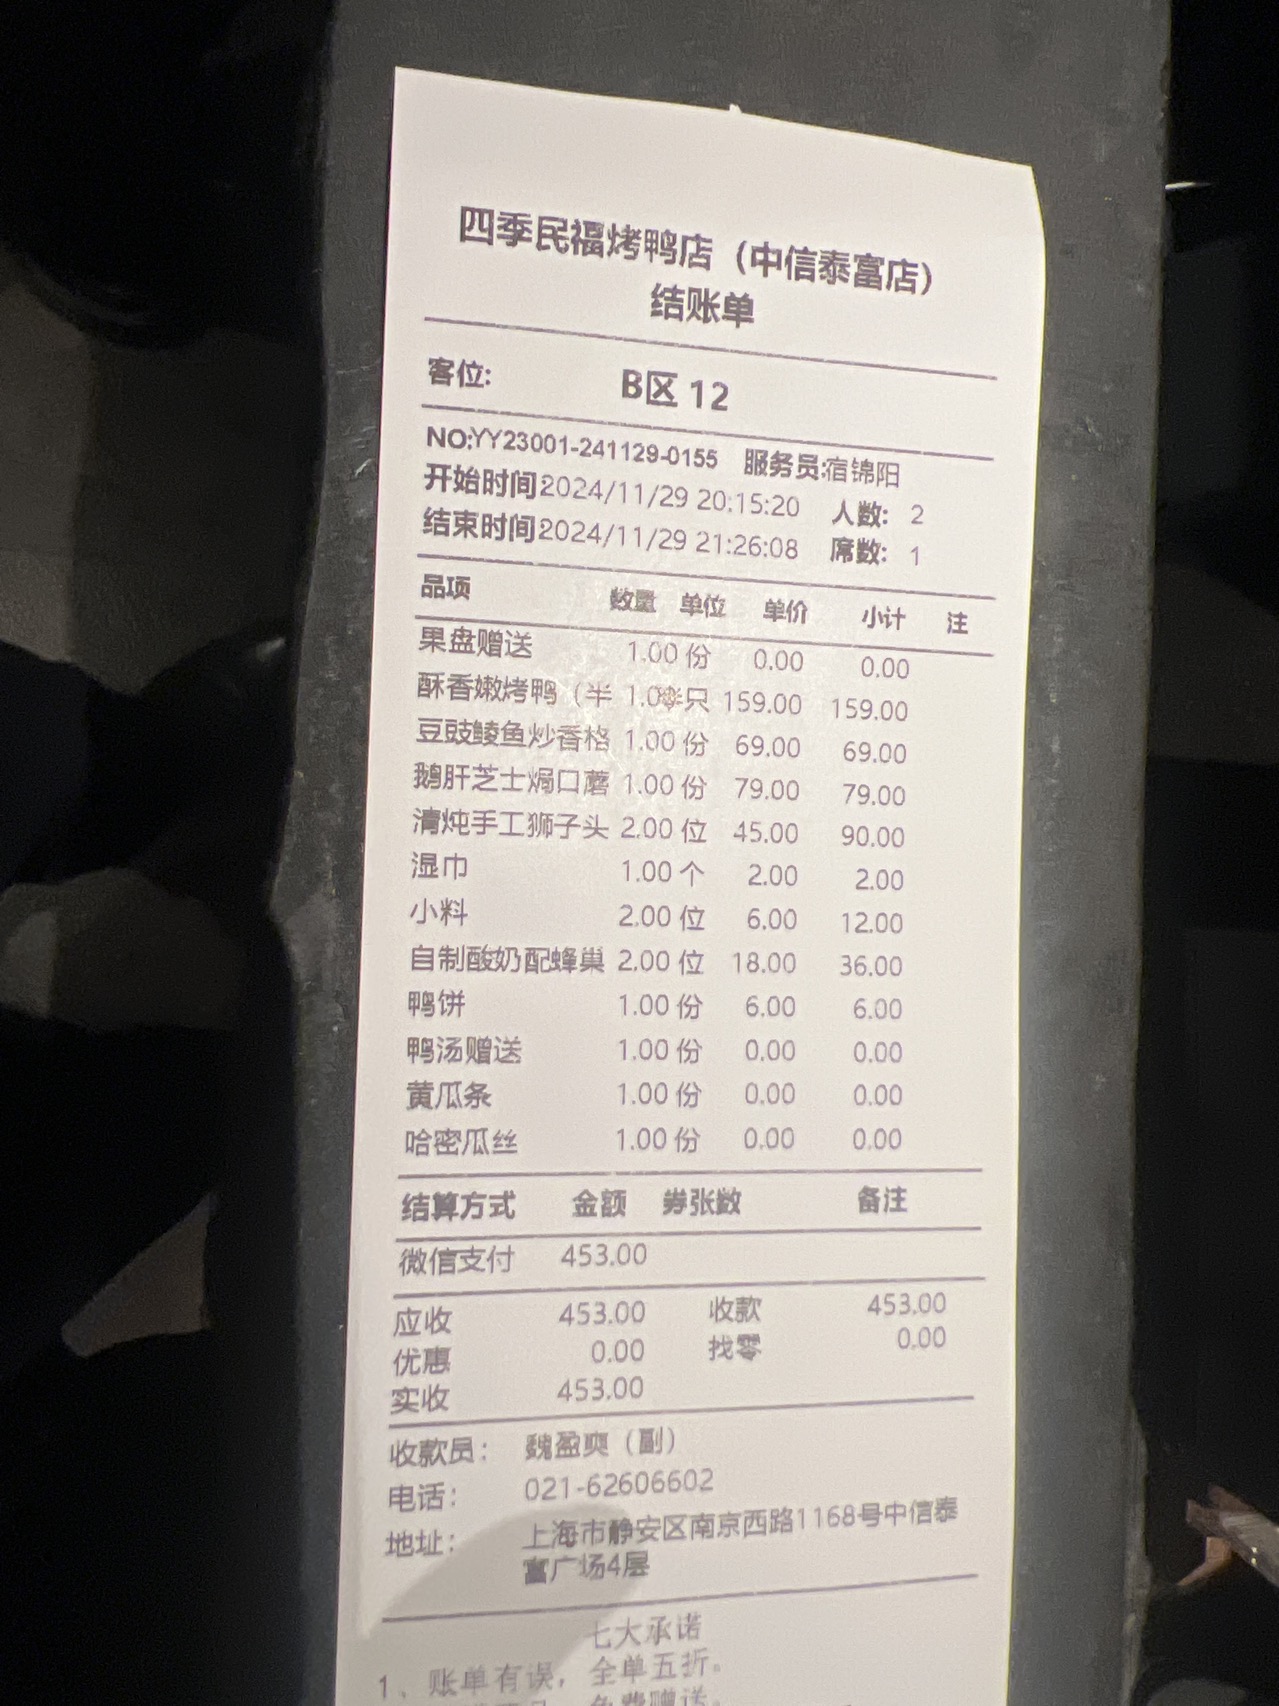 四季民福烤鸭店（中信泰富店）
结账单
客位: B区 12
NO:YY23001-241129-0155 服务员:宿锦阳
开始时间2024/11/29 20:15:20 人数: 2
结束时间2024/11/29 21:26:08 席数: 1
品项 数量 单位 单价 小计 注
果盘赠送 1.00 份 0.00 0.00
酥香嫩烤鸭（半 1.00半只 159.00 159.00
豆豉鲮鱼炒香格 1.00 份 69.00 69.00
鹅肝芝士焗口蘑 1.00 份 79.00 79.00
清炖手工狮子头 2.00 位 45.00 90.00
湿巾 1.00 个 2.00 2.00
小料 2.00 位 6.00 12.00
自制酸奶配蜂巢 2.00 位 18.00 36.00
鸭饼 1.00 份 6.00 6.00
鸭汤赠送 1.00 份 0.00 0.00
黄瓜条 1.00 份 0.00 0.00
哈密瓜丝 1.00 份 0.00 0.00
结算方式 金额 券张数 备注
微信支付 453.00
应收 453.00 收款 453.00
优惠 0.00 找零 0.00
实收 453.00
收款员: 魏盈爽（副）
电话: 021-62606602
地址: 上海市静安区南京西路1168号中信泰
富广场4层
七大承诺
1、账单有误，全单五折。
免费赠送。